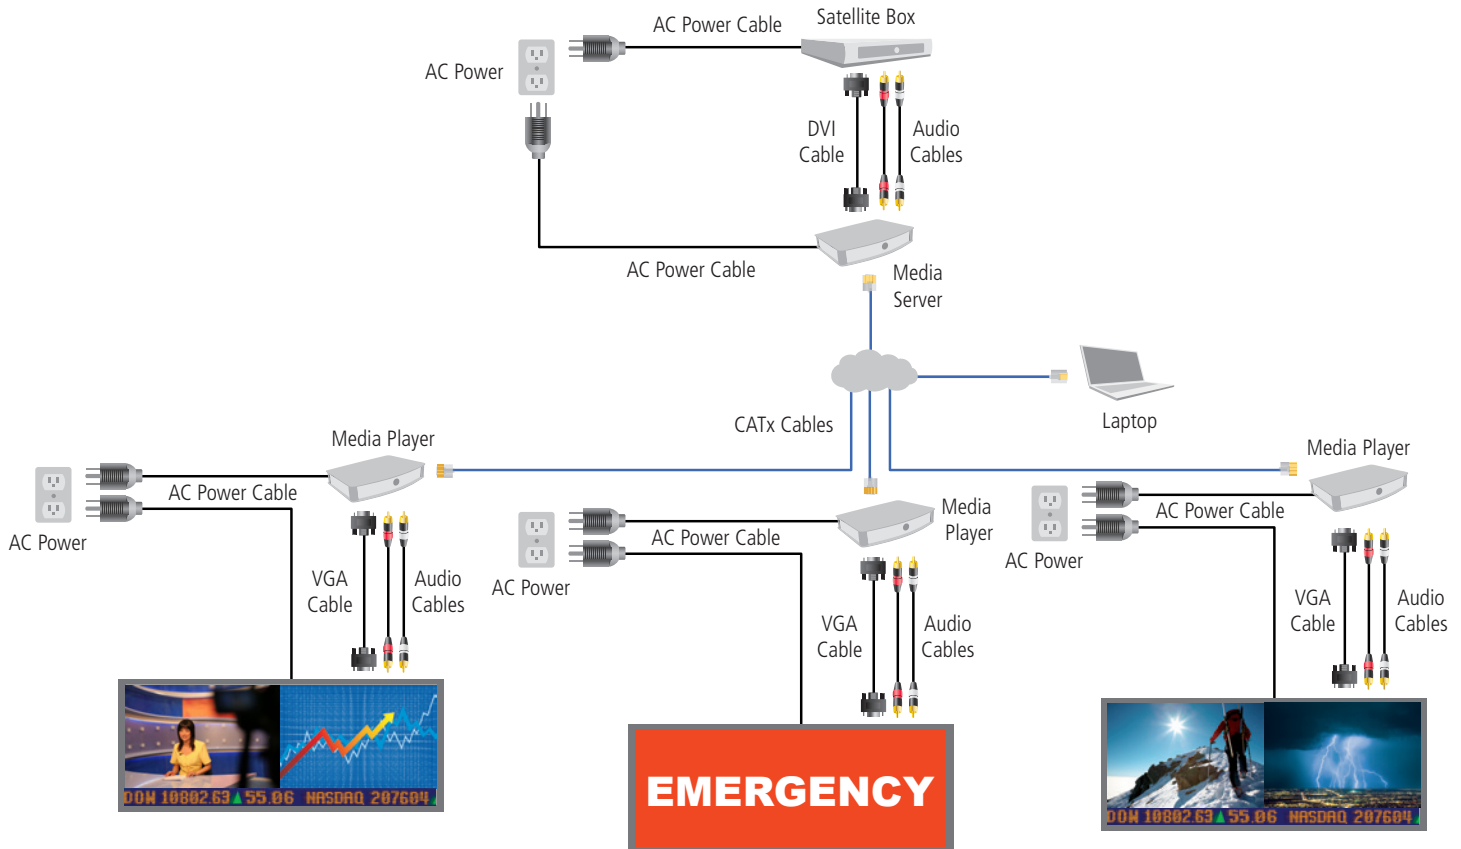 Satellite Box
AC Power Cable
AC Power
DVI
Cable
Audio
Cables
AC Power Cable
Media
Server
Laptop
CATx Cables
Media Player
AC Power Cable
AC Power
VGA
Cable
Audio
Cables
DOW 10802.63▲55.06 NASDAQ 207604
Media
Player
AC Power Cable
AC Power
VGA
Cable
Audio
Cables
EMERGENCY
Media Player
AC Power Cable
AC Power
VGA
Cable
Audio
Cables
DOW 10802.63▲55.06 NASDAQ 207604